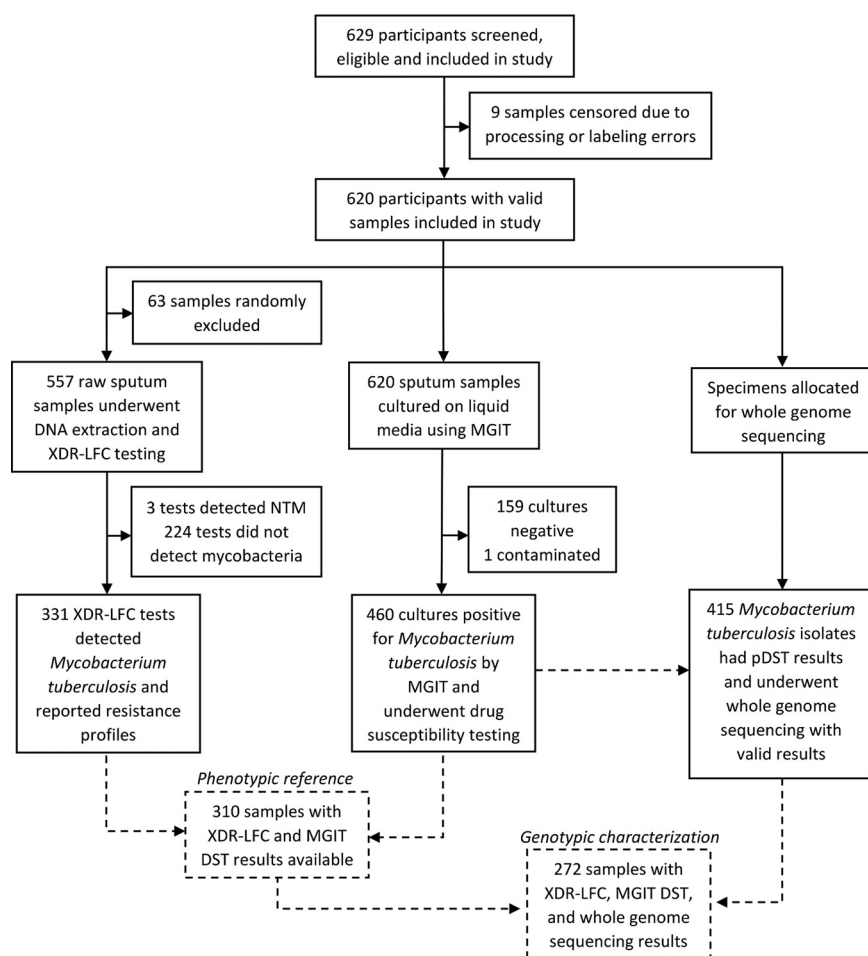 629 participants screened,
eligible and included in study
9 samples censored due to
processing or labeling errors
620 participants with valid
samples included in study
63 samples randomly
excluded
557 raw sputum
samples underwent
DNA extraction and
XDR-LFC testing
620 sputum samples
cultured on liquid
media using MGIT
Specimens allocated
for whole genome
sequencing
3 tests detected NTM
224 tests did not
detect mycobacteria
159 cultures
negative
1 contaminated
331 XDR-LFC tests
detected
Mycobacterium
tuberculosis and
reported resistance
profiles
460 cultures positive
for Mycobacterium
tuberculosis by
MGIT and
underwent drug
susceptibility testing
415 Mycobacterium
tuberculosis isolates
had pDST results
and underwent
whole genome
sequencing with
valid results
Phenotypic reference
310 samples with
XDR-LFC and MGIT
DST results available
Genotypic characterization
272 samples with
XDR-LFC, MGIT DST,
and whole genome
sequencing results